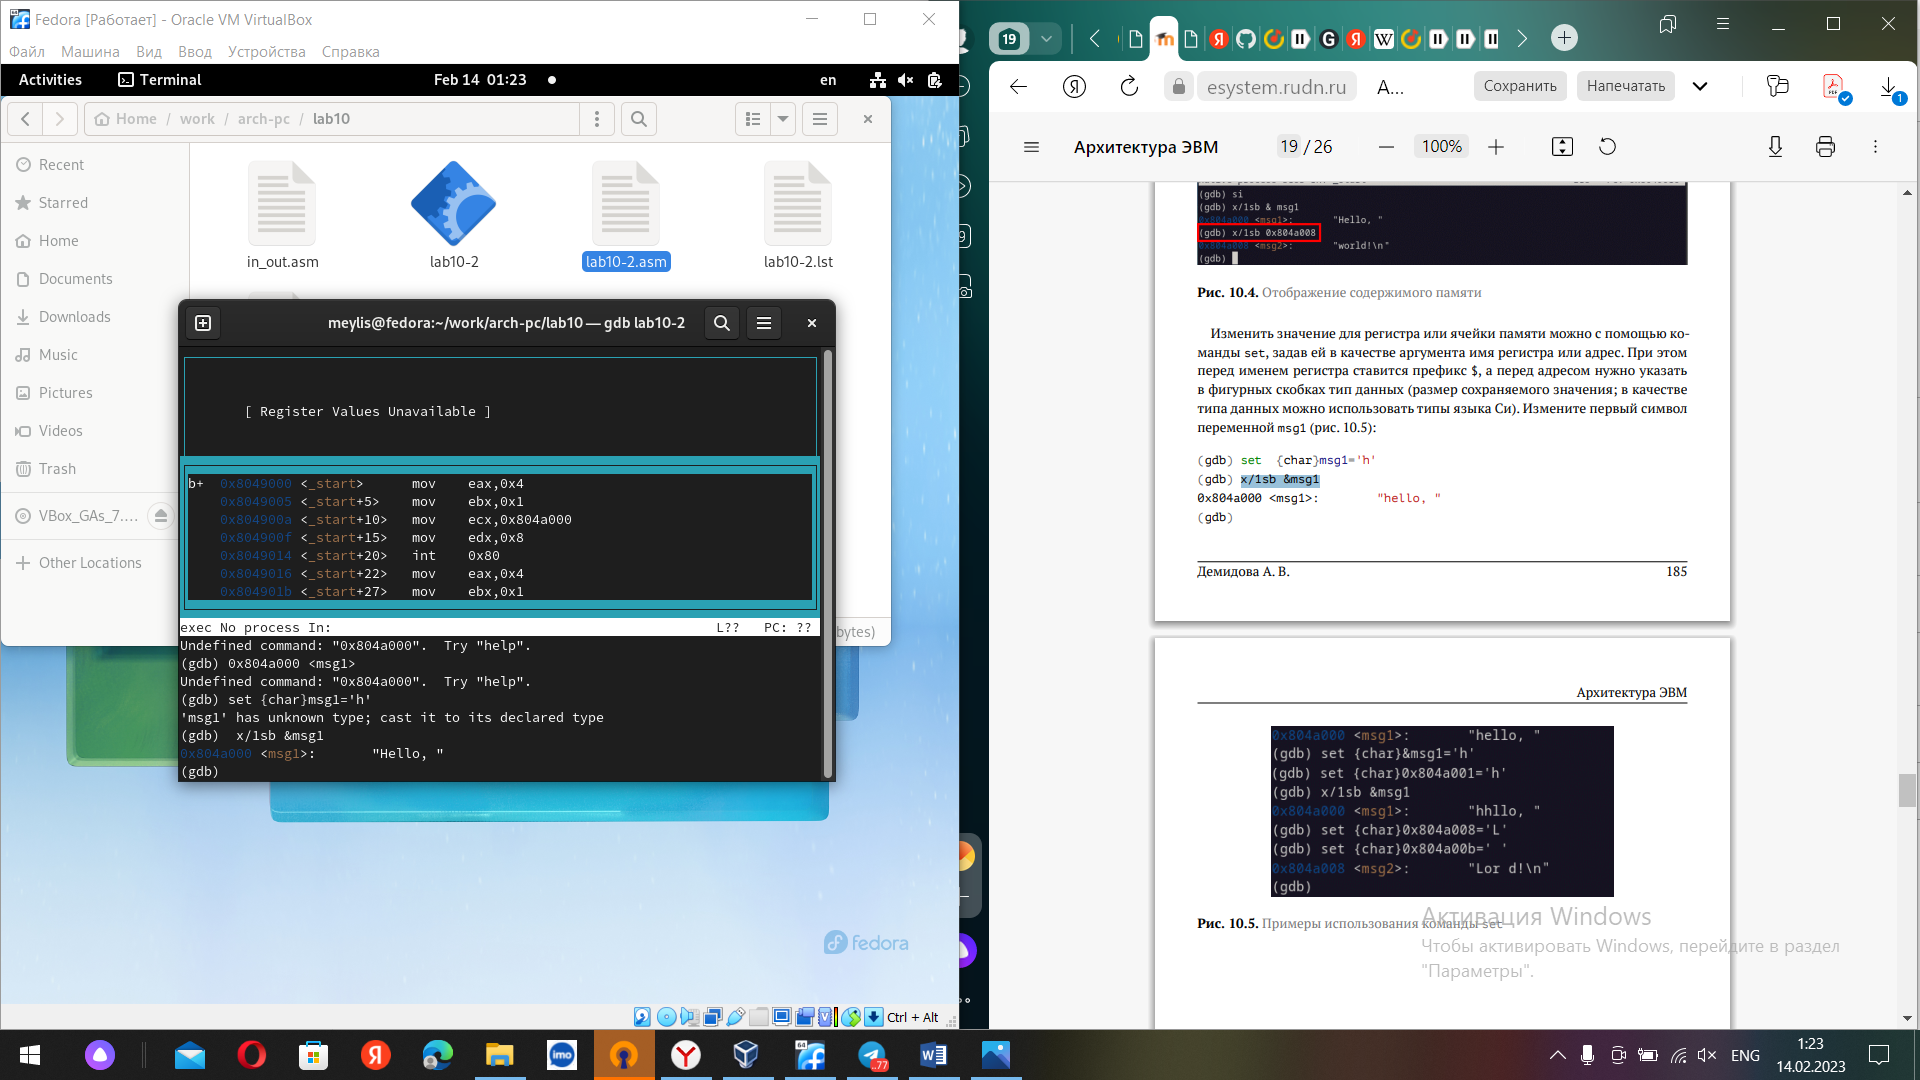 Fedora [Работает] - Oracle VM VirtualBox
Файл Машина Вид Ввод Устройства Справка
Activities Terminal Feb 14 01:23 en
Home / work / arch-pc / lab10
Recent
Starred
Home
Documents
Downloads
Music
Pictures
Videos
Trash
VBox_GAs_7....
Other Locations
in_out.asm lab10-2 lab10-2.asm lab10-2.lst
bytes)
meylis@fedora:~/work/arch-pc/lab10 — gdb lab10-2
[ Register Values Unavailable ]
b+ 0x8049000 <_start> mov eax,0x4
0x8049005 <_start+5> mov ebx,0x1
0x804900a <_start+10> mov ecx,0x804a000
0x804900f <_start+15> mov edx,0x8
0x8049014 <_start+20> int 0x80
0x8049016 <_start+22> mov eax,0x4
0x804901b <_start+27> mov ebx,0x1
exec No process In: L?? PC: ??
Undefined command: "0x804a000". Try "help".
(gdb) 0x804a000 <msg1>
Undefined command: "0x804a000". Try "help".
(gdb) set {char}msg1='h'
'msg1' has unknown type; cast it to its declared type
(gdb) x/1sb &msg1
0x804a000 <msg1>: "Hello, "
(gdb)
fedora
Ctrl + Alt
19
esystem.rudn.ru А... Сохранить Напечатать
1
Архитектура ЭВМ 19 / 26 100%
(gdb) si
(gdb) x/1sb & msg1
0x804a000 <msg1>: "Hello, "
(gdb) x/1sb 0x804a008
0x804a008 <msg2>: "world!\n"
(gdb)
Рис. 10.4. Отображение содержимого памяти
Изменить значение для регистра или ячейки памяти можно с помощью ко-
манды set, задав ей в качестве аргумента имя регистра или адрес. При этом
перед именем регистра ставится префикс $, а перед адресом нужно указать
в фигурных скобках тип данных (размер сохраняемого значения; в качестве
типа данных можно использовать типы языка Си). Измените первый символ
переменной msg1 (рис. 10.5):
(gdb) set {char}msg1='h'
(gdb) x/1sb &msg1
0x804a000 <msg1>: "hello, "
(gdb)
Демидова А. В. 185
Архитектура ЭВМ
0x804a000 <msg1>: "hello, "
(gdb) set {char}&msg1='h'
(gdb) set {char}0x804a001='h'
(gdb) x/1sb &msg1
0x804a000 <msg1>: "hhllo, "
(gdb) set {char}0x804a008='L'
(gdb) set {char}0x804a00b=' '
0x804a008 <msg2>: "Lor d!\n"
(gdb)
Рис. 10.5. Примеры использования команды set
Активация Windows
Чтобы активировать Windows, перейдите в раздел
"Параметры".
imo
64
77
ENG
1:23
14.02.2023